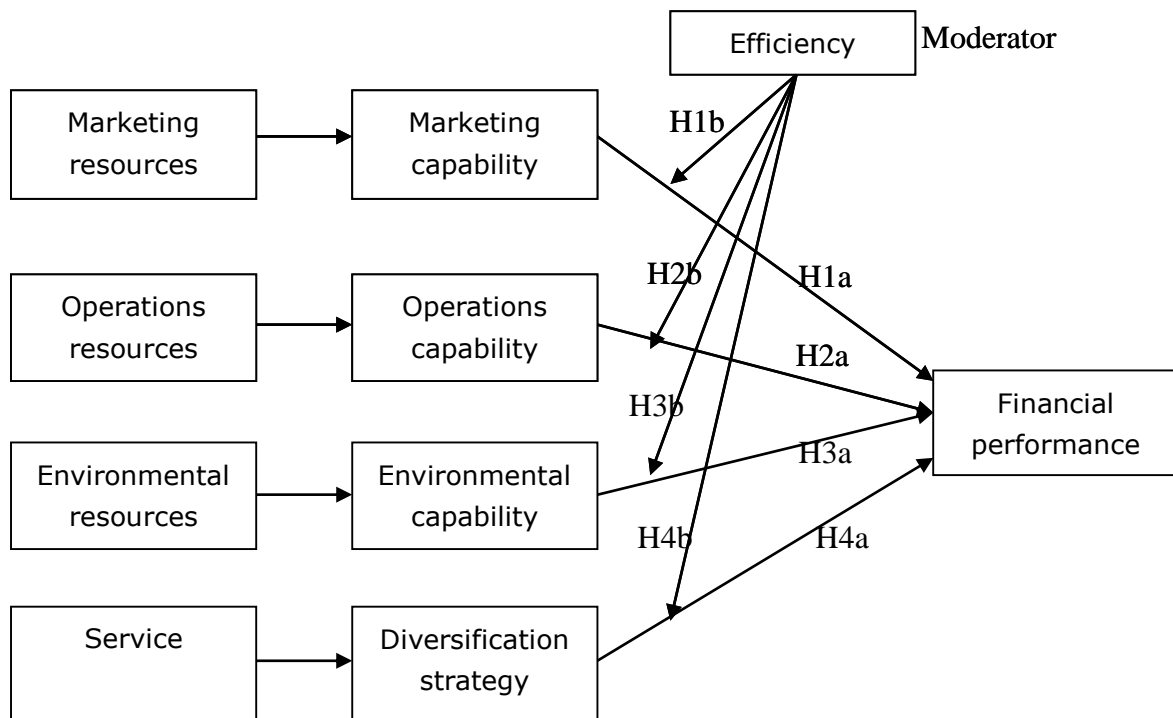 Efficiency
Moderator
Marketing
resources
Marketing
capability
H1b
Operations
resources
Operations
capability
H2b
H1a
H2a
Financial
performance
H3b
H3a
Environmental
resources
Environmental
capability
H4b
H4a
Service
Diversification
strategy